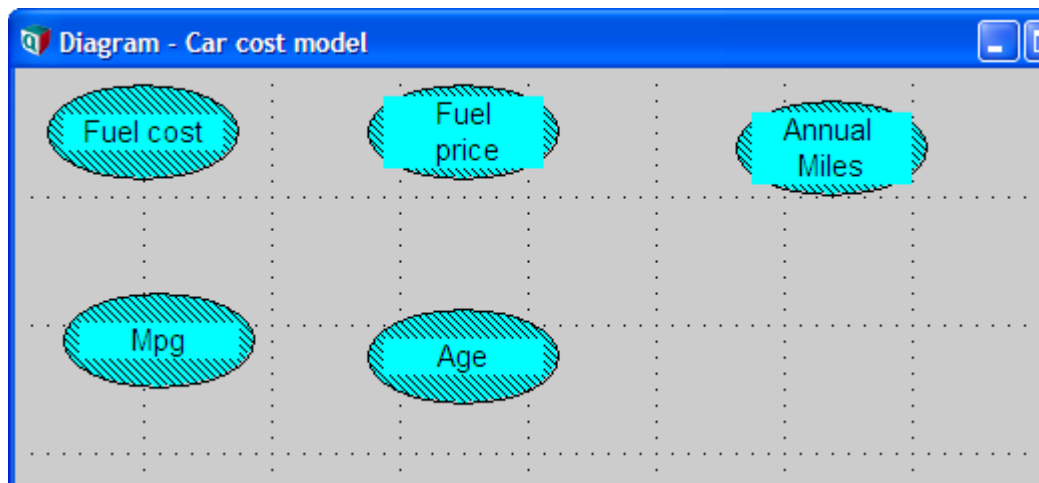 Diagram - Car cost model
Fuel cost
Fuel
price
Annual
Miles
Mpg
Age